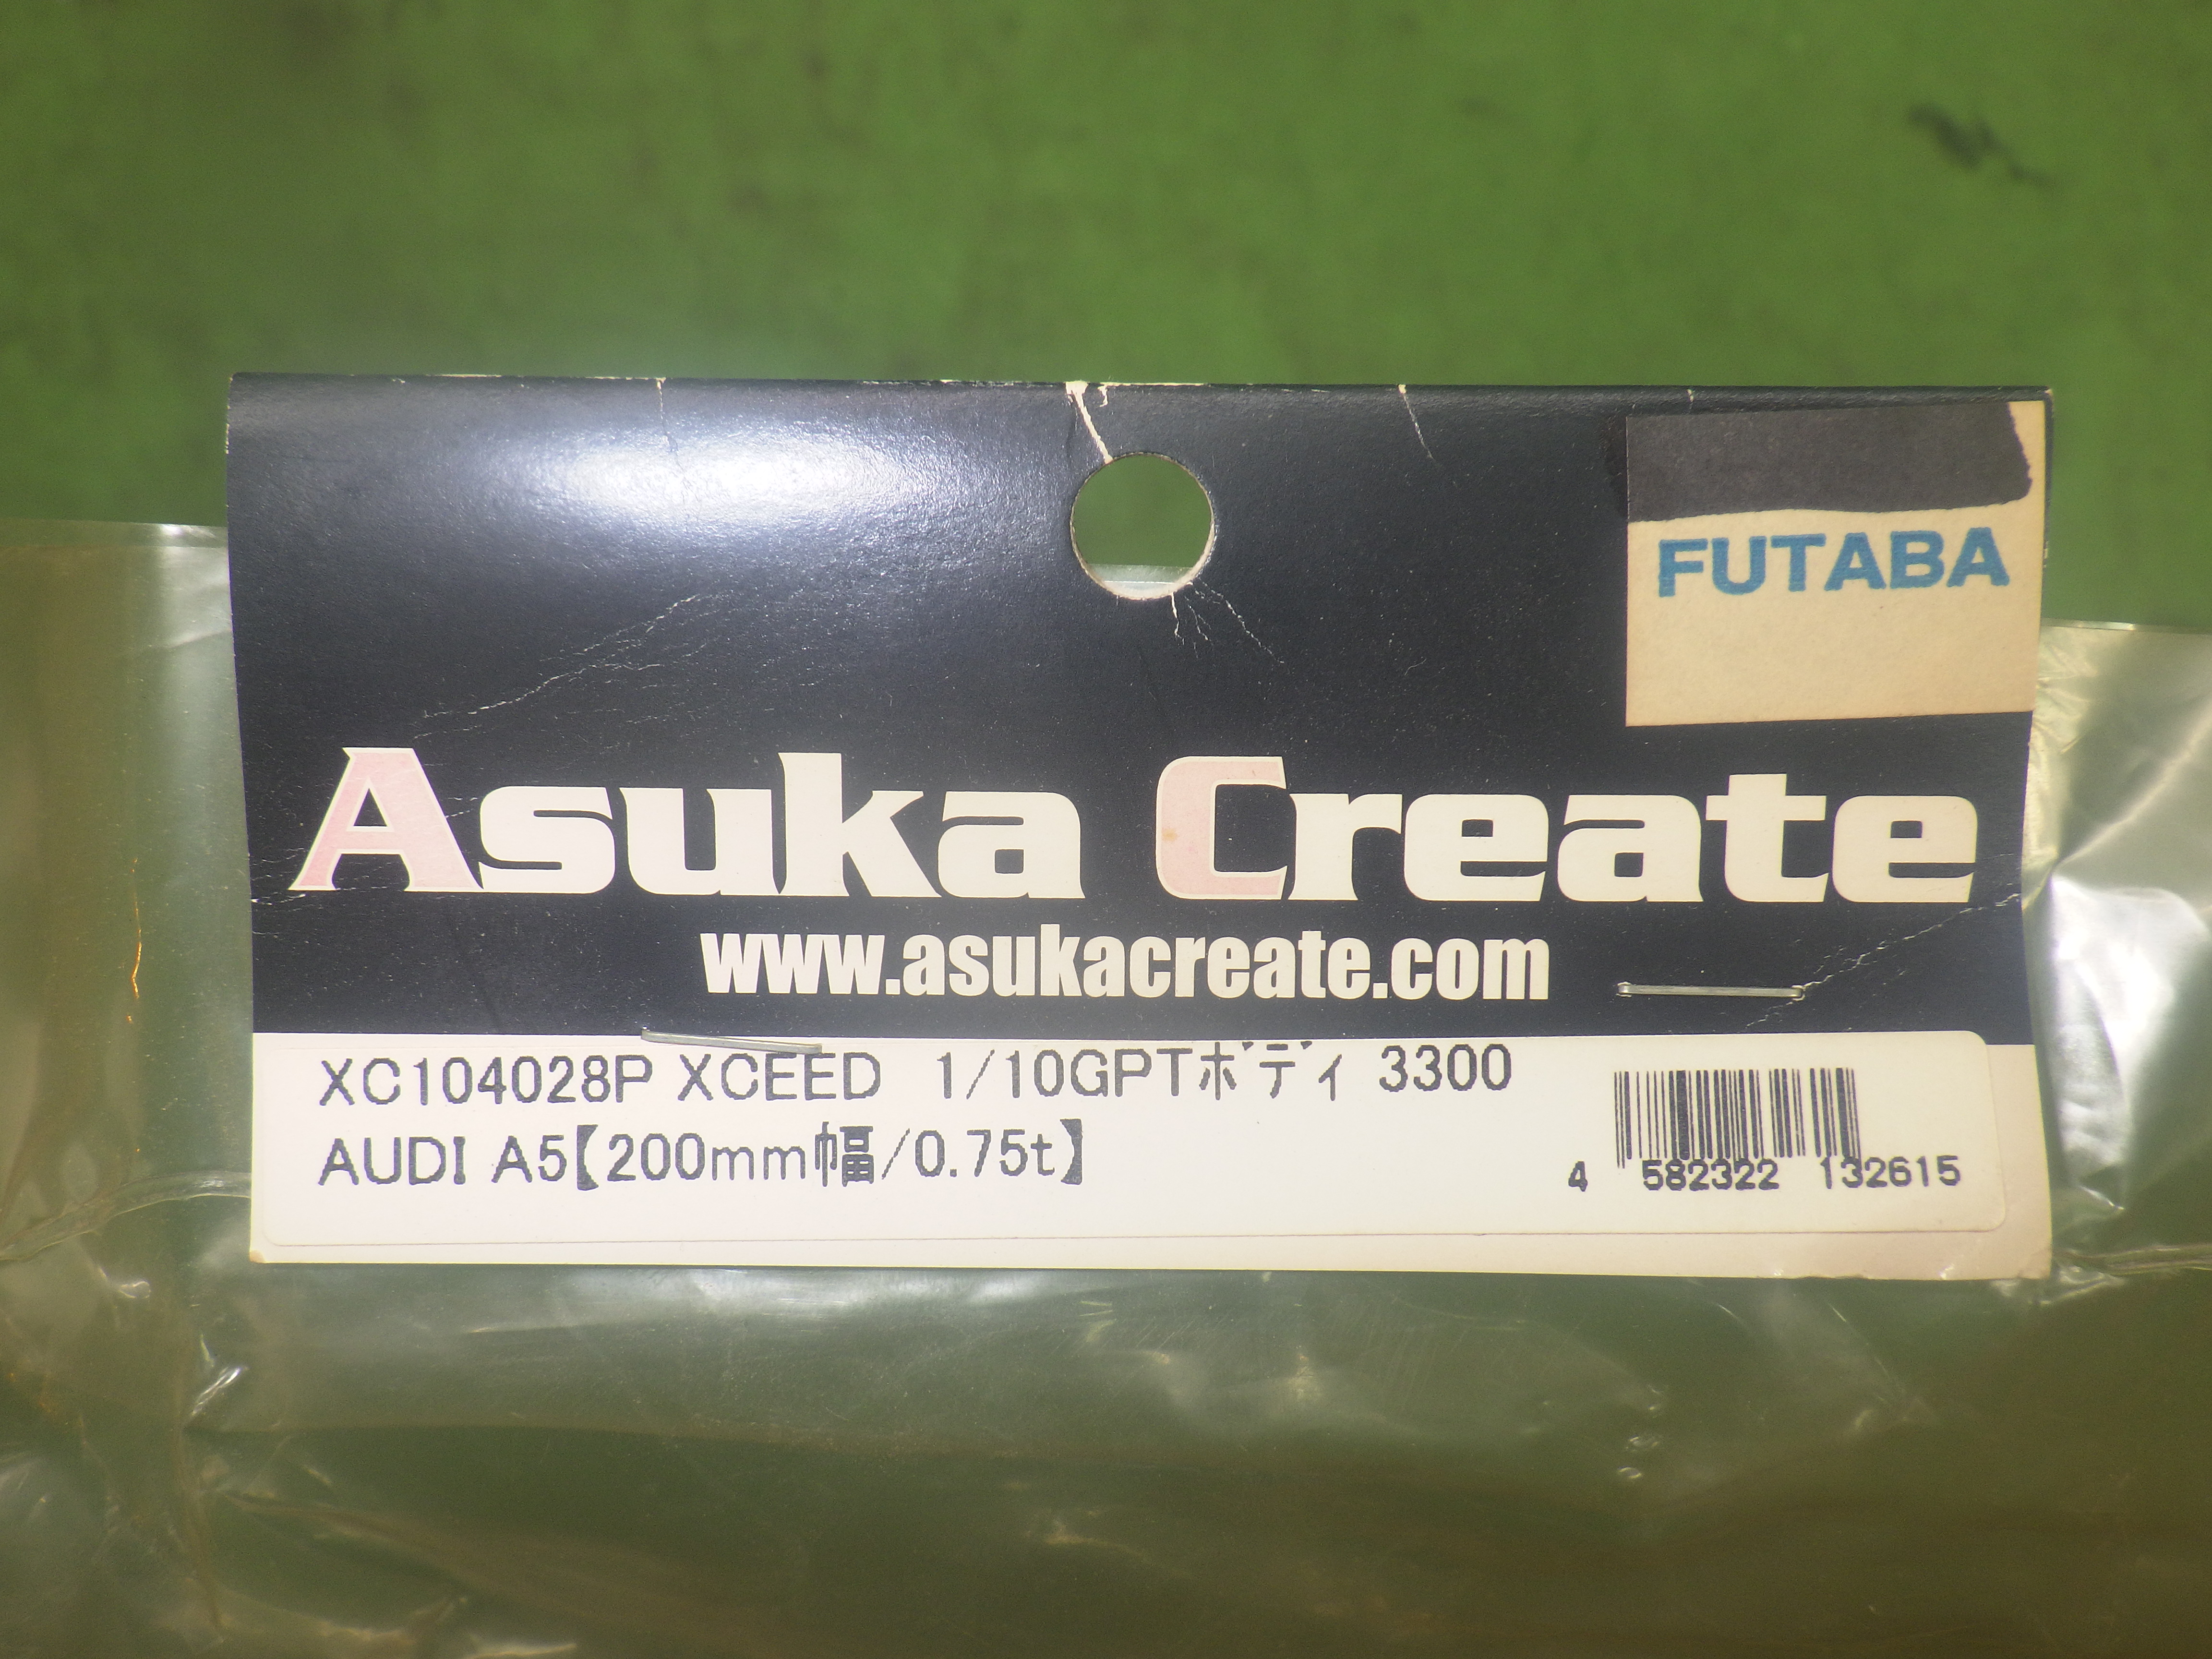 FUTABA
Asuka Create
www.asukacreate.com
XC104028P XCEED 1/10GPTボディ 3300
AUDI A5【200mm幅/0.75t】
4 582322 132615